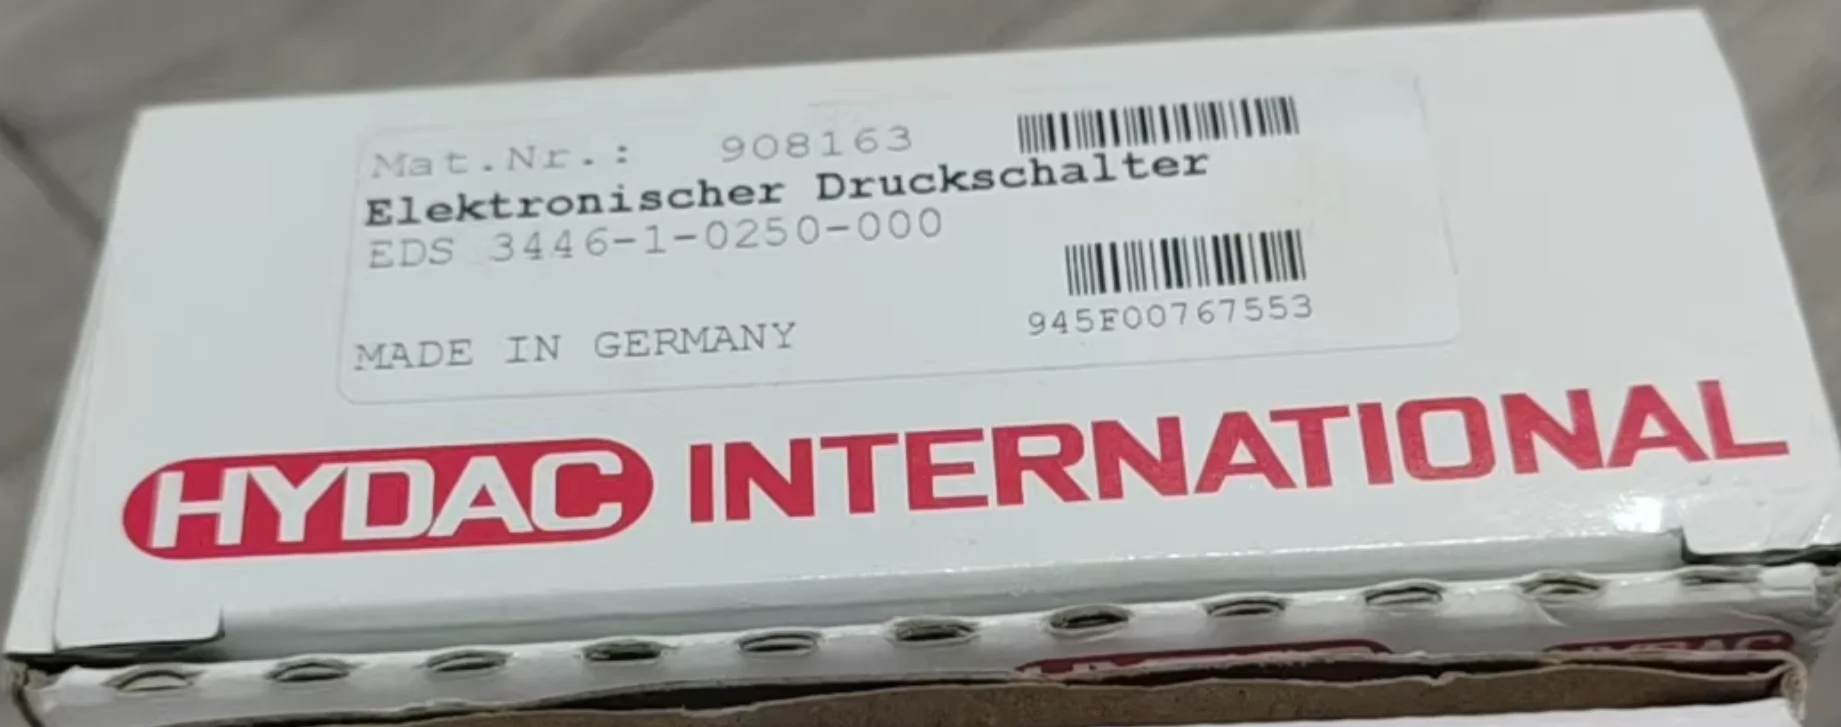 Mat.Nr.: 908163
Elektronischer Druckschalter
EDS 3446-1-0250-000
MADE IN GERMANY
945F00767553
HYDAC INTERNATIONAL